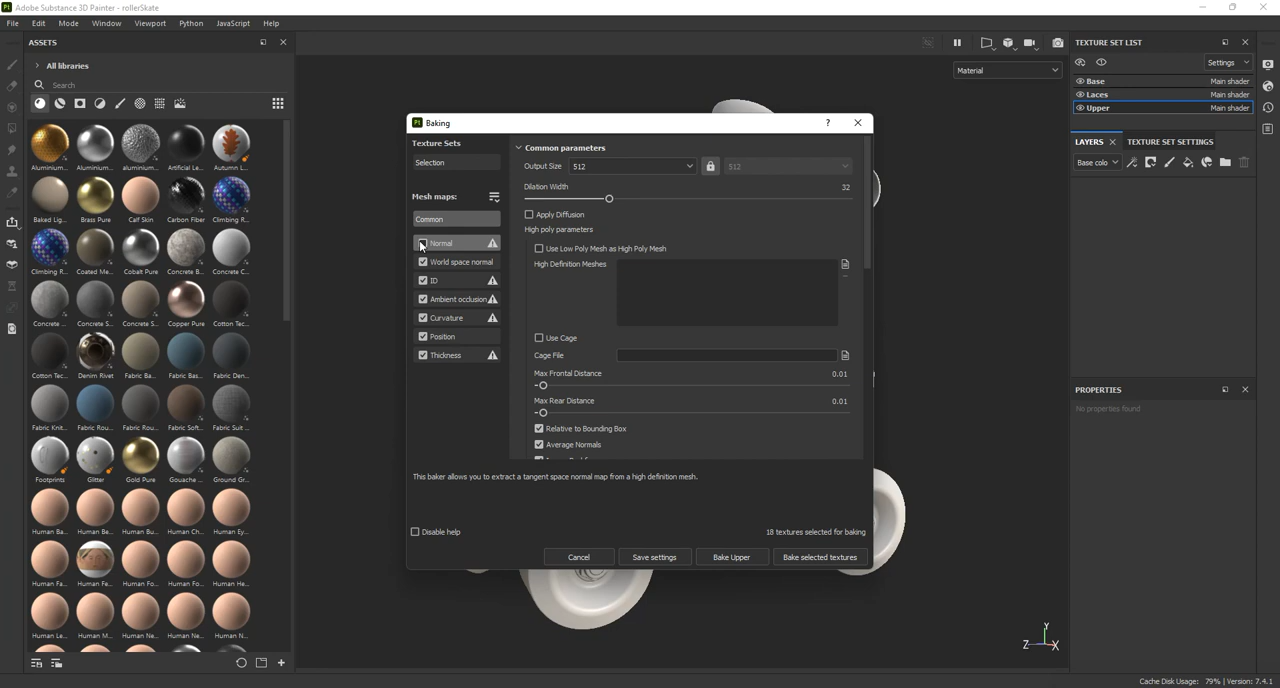 Adobe Substance 3D Painter - rollerSkate
File Edit Mode Window Viewport Python JavaScript Help
ASSETS
All libraries
Search
Aluminium... Aluminium... Aluminium... Artificial Le... Autumn L...
Baked Lig... Brass Pure Calf Skin Carbon Fiber Climbing R...
Climbing R... Coated Me... Cobalt Pure Concrete B... Concrete C...
Concrete ... Concrete S... Concrete S... Copper Pure Cotton Tec...
Cotton Tec... Denim Rivet Fabric Ba... Fabric Bas... Fabric Den...
Fabric Knit... Fabric Rou... Fabric Rou... Fabric Soft... Fabric Suit ...
Footprints Glitter Gold Pure Gouache ... Ground Gr...
Human Ba... Human Be... Human Bu... Human Ch... Human Ey...
Human Fa... Human Fe... Human Fo... Human Fo... Human He...
Human Le... Human M... Human Ne... Human Ne... Human N...
Material
Baking
?
Texture Sets
Selection
Mesh maps:
Common
Normal
World space normal
ID
Ambient occlusion
Curvature
Position
Thickness
Common parameters
Output Size 512 512
Dilation Width 32
Apply Diffusion
High poly parameters
Use Low Poly Mesh as High Poly Mesh
High Definition Meshes
Use Cage
Cage File
Max Frontal Distance 0.01
Max Rear Distance 0.01
Relative to Bounding Box
Average Normals
This baker allows you to extract a tangent space normal map from a high definition mesh.
Disable help
18 textures selected for baking
Cancel Save settings Bake Upper Bake selected textures
Y
Z X
TEXTURE SET LIST
Settings
Base Main shader
Laces Main shader
Upper Main shader
LAYERS TEXTURE SET SETTINGS
Base colo
PROPERTIES
No properties found
Cache Disk Usage: 79% | Version: 7.4.1